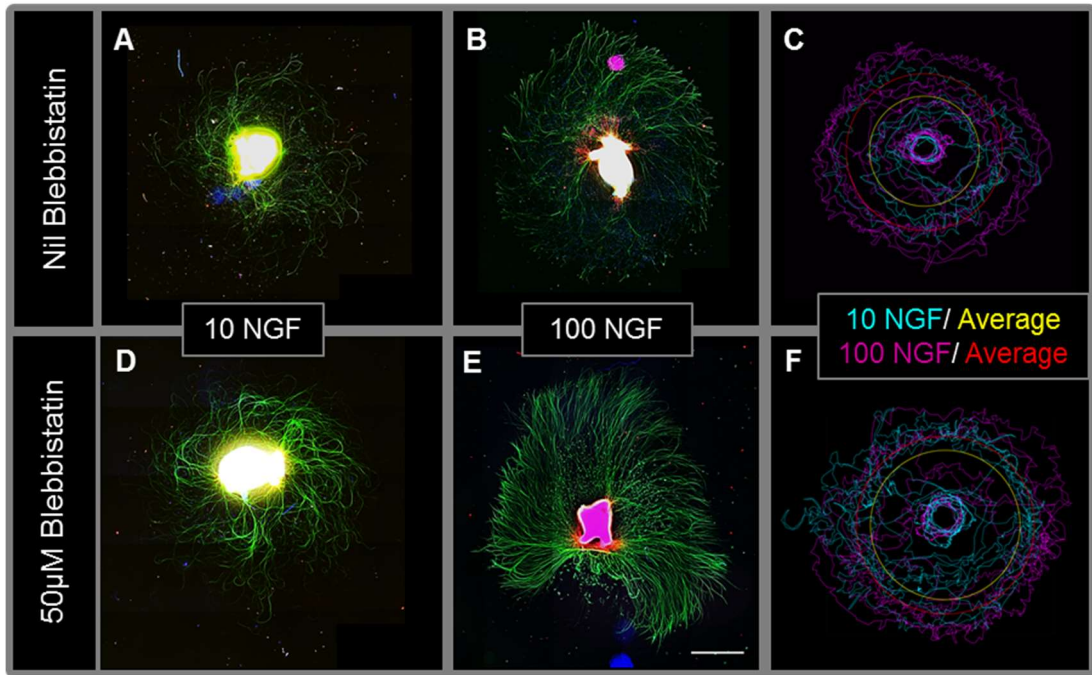 Nil Blebbistatin
A
B
C
10 NGF
100 NGF
10 NGF/ Average
100 NGF/ Average
50µM Blebbistatin
D
E
F